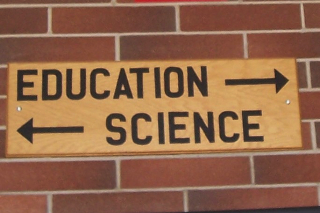 EDUCATION →
← SCIENCE